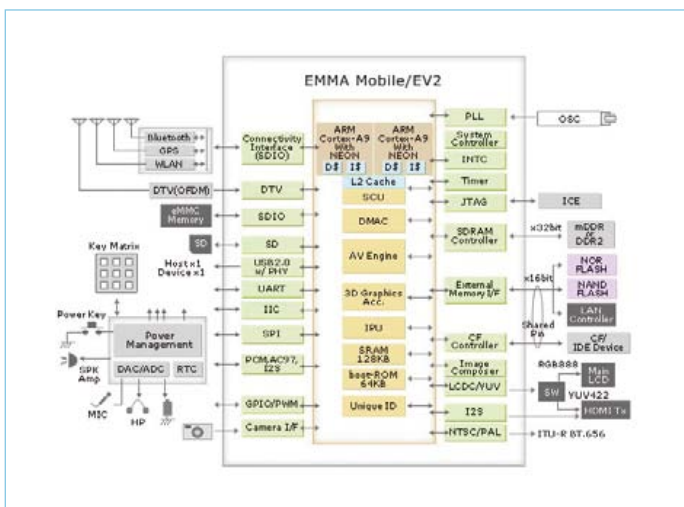 EMMA Mobile/EV2
Bluetooth
GPS
WLAN
DTV(OFDM)
eMMC
Memory
SD
Key Matrix
Host x1
Device x1
Power Key
Power
Management
DAC/ADC
RTC
SPK
Amp
MIC
HP
Connectivity
Interface
(SDIO)
DTV
SDIO
SD
USB2.0
w/ PHY
UART
IIC
SPI
PCM,AC97,
I2S
GPIO/PWM
Camera I/F
ARM
Cortex-A9
With
NEON
D$ I$
ARM
Cortex-A9
With
NEON
D$ I$
L2 Cache
SCU
DMAC
AV Engine
3D Graphics
Acc.
IPU
SRAM
128KB
boot-ROM
64KB
Unique ID
PLL
System
Controller
INTC
Timer
JTAG
SDRAM
Controller
External
Memory I/F
CF
Controller
Image
Composer
LCDC/YUV
I2S
NTSC/PAL
OSC
ICE
x32bit
mDDR
or
DDR2
x16bit
NOR
FLASH
NAND
FLASH
LAN
Controller
Shared
Pin
CF/
IDE Device
RGB888
Main
LCD
SW
YUV422
HDMI Tx
ITU-R BT.656